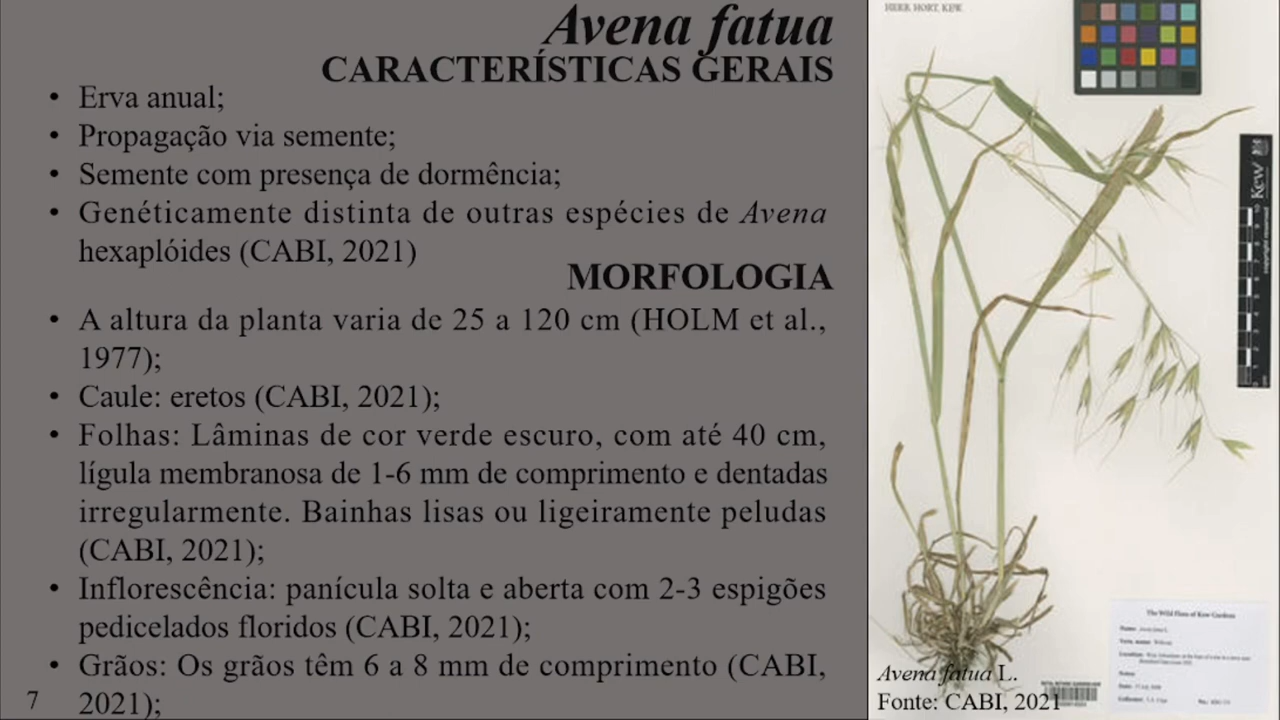 Avena fatua
CARACTERÍSTICAS GERAIS
• Erva anual;
• Propagação via semente;
• Semente com presença de dormência;
• Genéticamente distinta de outras espécies de Avena
hexaplóides (CABI, 2021)
MORFOLOGIA
• A altura da planta varia de 25 a 120 cm (HOLM et al.,
1977);
• Caule: eretos (CABI, 2021);
• Folhas: Lâminas de cor verde escuro, com até 40 cm,
lígula membranosa de 1-6 mm de comprimento e dentadas
irregularmente. Bainhas lisas ou ligeiramente peludas
(CABI, 2021);
• Inflorescência: panícula solta e aberta com 2-3 espigões
pedicelados floridos (CABI, 2021);
• Grãos: Os grãos têm 6 a 8 mm de comprimento (CABI,
2021);
7
HERB. HORT. KEW.
Kew
The Wild Flora of Kew Gardens
Avena fatua L.
Fonte: CABI, 2021